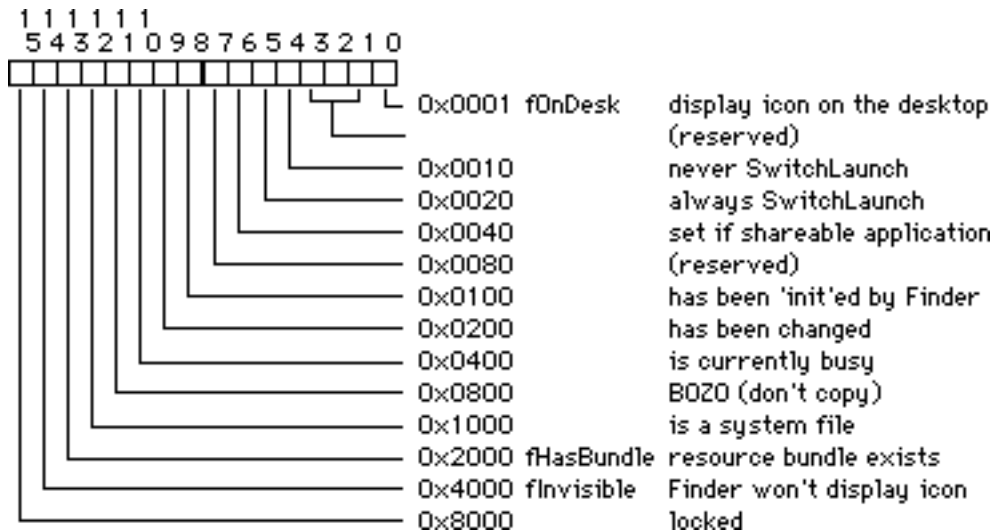 1 1 1 1 1 1
5 4 3 2 1 0 9 8 7 6 5 4 3 2 1 0
0x0001 fOnDesk display icon on the desktop
(reserved)
0x0010 never SwitchLaunch
0x0020 always SwitchLaunch
0x0040 set if shareable application
0x0080 (reserved)
0x0100 has been 'init'ed by Finder
0x0200 has been changed
0x0400 is currently busy
0x0800 BOZO (don't copy)
0x1000 is a system file
0x2000 fHasBundle resource bundle exists
0x4000 fInvisible Finder won't display icon
0x8000 locked